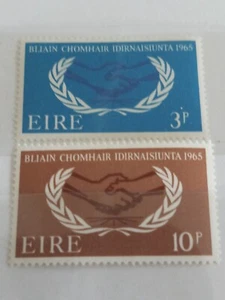 BLIAIN CHOMHAIR IDIRNAISIUNTA 1965
EIRE 3P
BLIAIN CHOMHAIR IDIRNAISIUNTA 1965
EIRE 10P